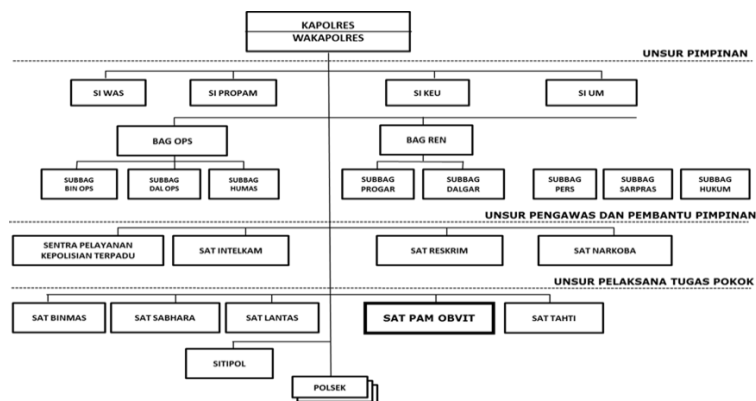 KAPOLRES
WAKAPOLRES
UNSUR PIMPINAN
SI WAS
SI PROPAM
SI KEU
SI UM
BAG OPS
BAG REN
SUBBAG
BIN OPS
SUBBAG
DAL OPS
SUBBAG
HUMAS
SUBBAG
PROGAR
SUBBAG
DALGAR
SUBBAG
PERS
SUBBAG
SARPRAS
SUBBAG
HUKUM
UNSUR PENGAWAS DAN PEMBANTU PIMPINAN
SENTRA PELAYANAN
KEPOLISIAN TERPADU
SAT INTELKAM
SAT RESKRIM
SAT NARKOBA
UNSUR PELAKSANA TUGAS POKOK
SAT BINMAS
SAT SABHARA
SAT LANTAS
SAT PAM OBVIT
SAT TAHTI
SITIPOL
POLSEK